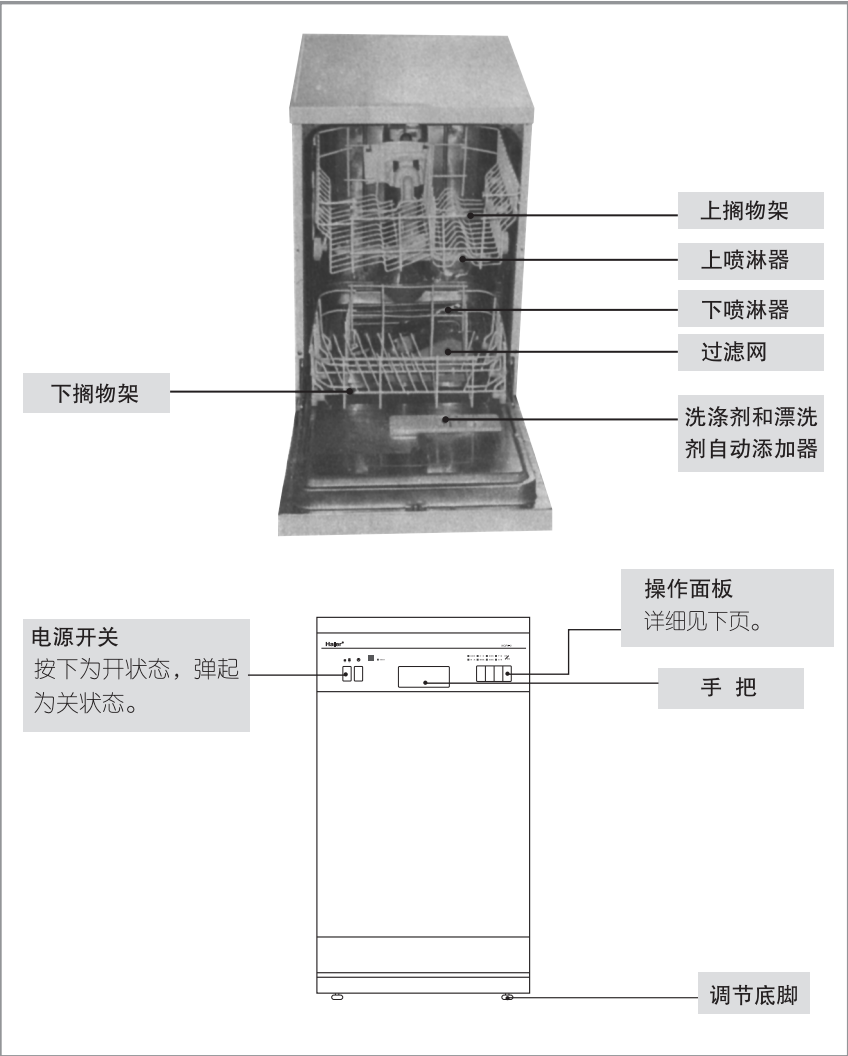 上搁物架
上喷淋器
下喷淋器
过滤网
下搁物架
洗涤剂和漂洗
剂自动添加器
操作面板
详细见下页。
电源开关
按下为开状态，弹起
为关状态。
Haier
手 把
调节底脚